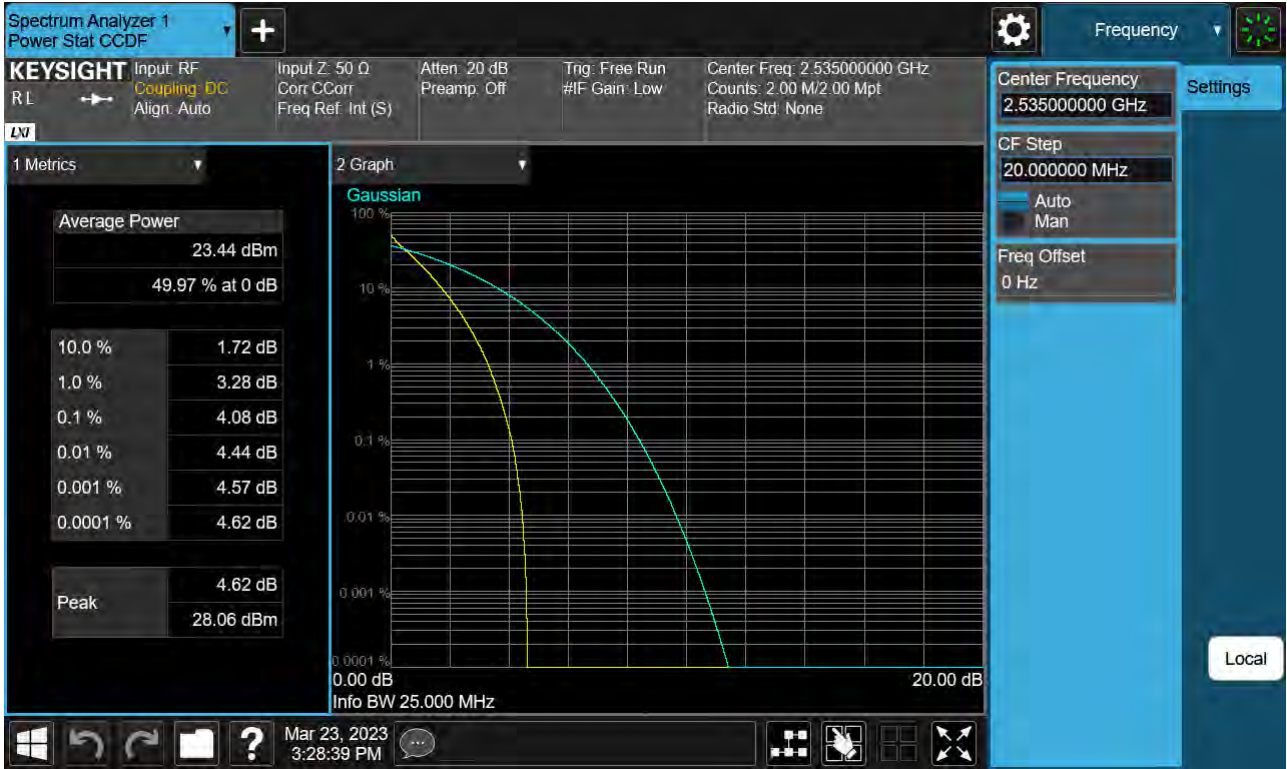 Spectrum Analyzer 1
Power Stat CCDF
+
Frequency
KEYSIGHT
R L
LXI
Input: RF
Coupling: DC
Align: Auto
Input Z: 50 Ω
Corr CCorr
Freq Ref: Int (S)
Atten: 20 dB
Preamp: Off
Trig: Free Run
#IF Gain: Low
Center Freq: 2.535000000 GHz
Counts: 2.00 M/2.00 Mpt
Radio Std: None
Center Frequency
2.535000000 GHz
Settings
CF Step
20.000000 MHz
Auto
Man
Freq Offset
0 Hz
1 Metrics
Average Power
23.44 dBm
49.97 % at 0 dB
10.0 % 1.72 dB
1.0 % 3.28 dB
0.1 % 4.08 dB
0.01 % 4.44 dB
0.001 % 4.57 dB
0.0001 % 4.62 dB
Peak
4.62 dB
28.06 dBm
2 Graph
Gaussian
100 %
10 %
1 %
0.1 %
0.01 %
0.001 %
0.0001 %
0.00 dB 20.00 dB
Info BW 25.000 MHz
Local
?
Mar 23, 2023
3:28:39 PM